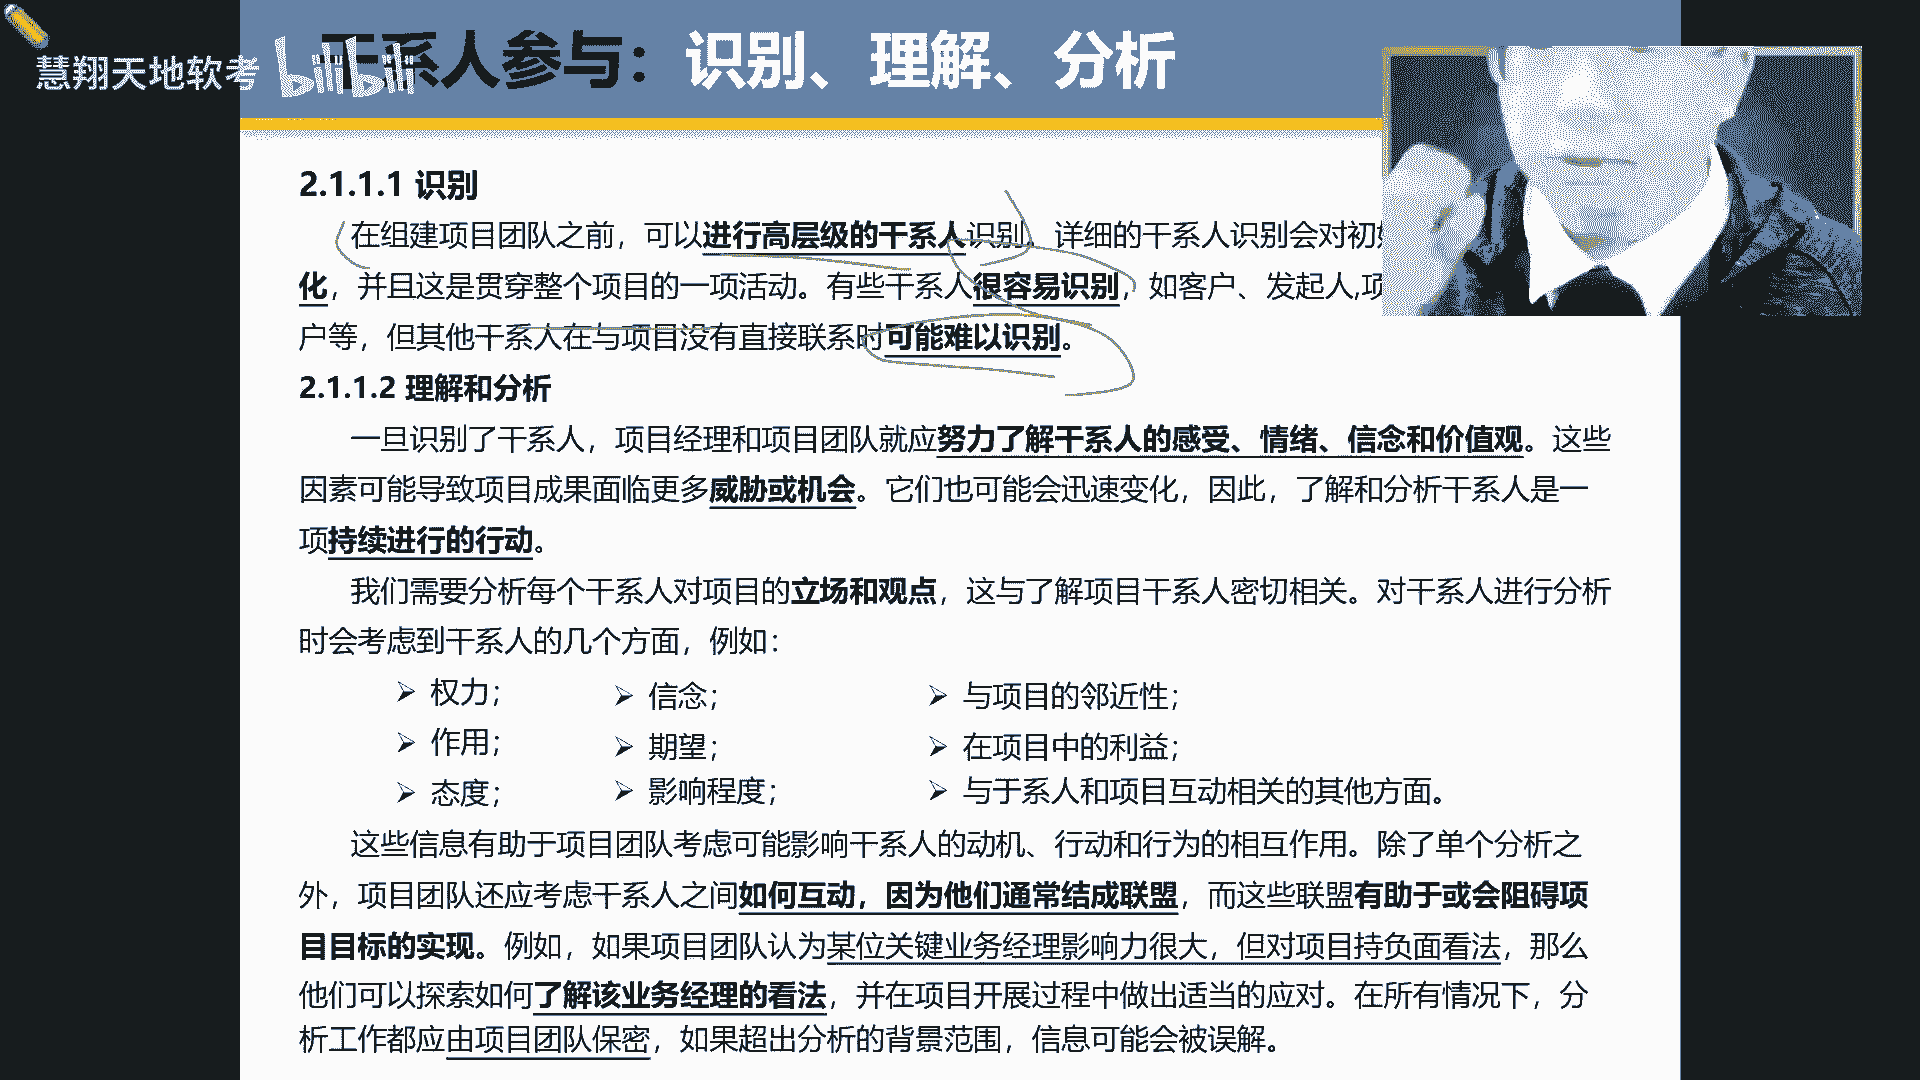 干系人参与：识别、理解、分析
慧翔天地软考 bilibili
2.1.1.1 识别
在组建项目团队之前，可以进行高层级的干系人识别。详细的干系人识别会对初
化，并且这是贯穿整个项目的一项活动。有些干系人很容易识别，如客户、发起人,项
户等，但其他干系人在与项目没有直接联系时可能难以识别。
2.1.1.2 理解和分析
一旦识别了干系人，项目经理和项目团队就应努力了解干系人的感受、情绪、信念和价值观。这些
因素可能导致项目成果面临更多威胁或机会。它们也可能会迅速变化，因此，了解和分析干系人是一
项持续进行的行动。
我们需要分析每个干系人对项目的立场和观点，这与了解项目干系人密切相关。对干系人进行分析
时会考虑到干系人的几个方面，例如：
➢ 权力； ➢ 信念； ➢ 与项目的邻近性；
➢ 作用； ➢ 期望； ➢ 在项目中的利益；
➢ 态度； ➢ 影响程度； ➢ 与于系人和项目互动相关的其他方面。
这些信息有助于项目团队考虑可能影响干系人的动机、行动和行为的相互作用。除了单个分析之
外，项目团队还应考虑干系人之间如何互动，因为他们通常结成联盟，而这些联盟有助于或会阻碍项
目目标的实现。例如，如果项目团队认为某位关键业务经理影响力很大，但对项目持负面看法，那么
他们可以探索如何了解该业务经理的看法，并在项目开展过程中做出适当的应对。在所有情况下，分
析工作都应由项目团队保密，如果超出分析的背景范围，信息可能会被误解。